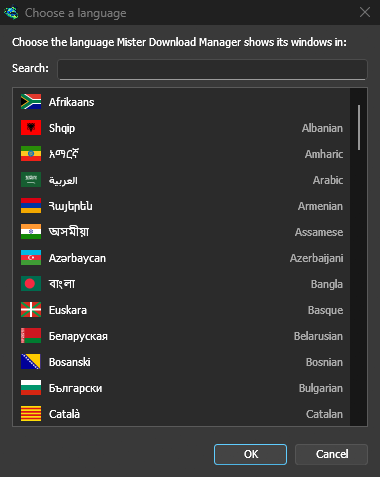 Choose a language
Choose the language Mister Download Manager shows its windows in:
Search:
Afrikaans
Shqip Albanian
አማርኛ Amharic
العربية Arabic
Հայերեն Armenian
অসমীয়া Assamese
Azərbaycan Azerbaijani
বাংলা Bangla
Euskara Basque
Беларуская Belarusian
Bosanski Bosnian
Български Bulgarian
Català Catalan
OK Cancel